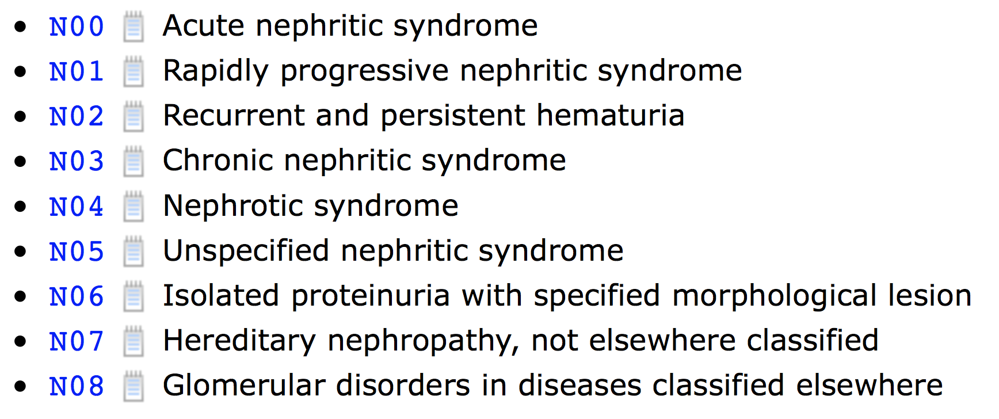 • N00 Acute nephritic syndrome
• N01 Rapidly progressive nephritic syndrome
• N02 Recurrent and persistent hematuria
• N03 Chronic nephritic syndrome
• N04 Nephrotic syndrome
• N05 Unspecified nephritic syndrome
• N06 Isolated proteinuria with specified morphological lesion
• N07 Hereditary nephropathy, not elsewhere classified
• N08 Glomerular disorders in diseases classified elsewhere